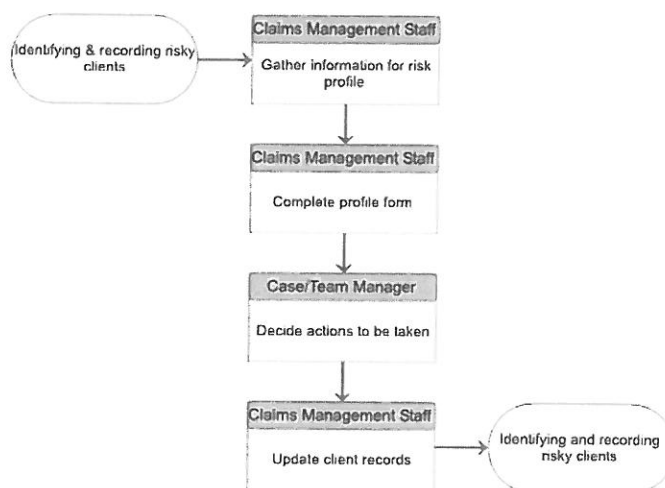 Identifying & recording risky
clients
Claims Management Staff
Gather information for risk
profile
Claims Management Staff
Complete profile form
Case/Team Manager
Decide actions to be taken
Claims Management Staff
Update client records
Identifying and recording
risky clients